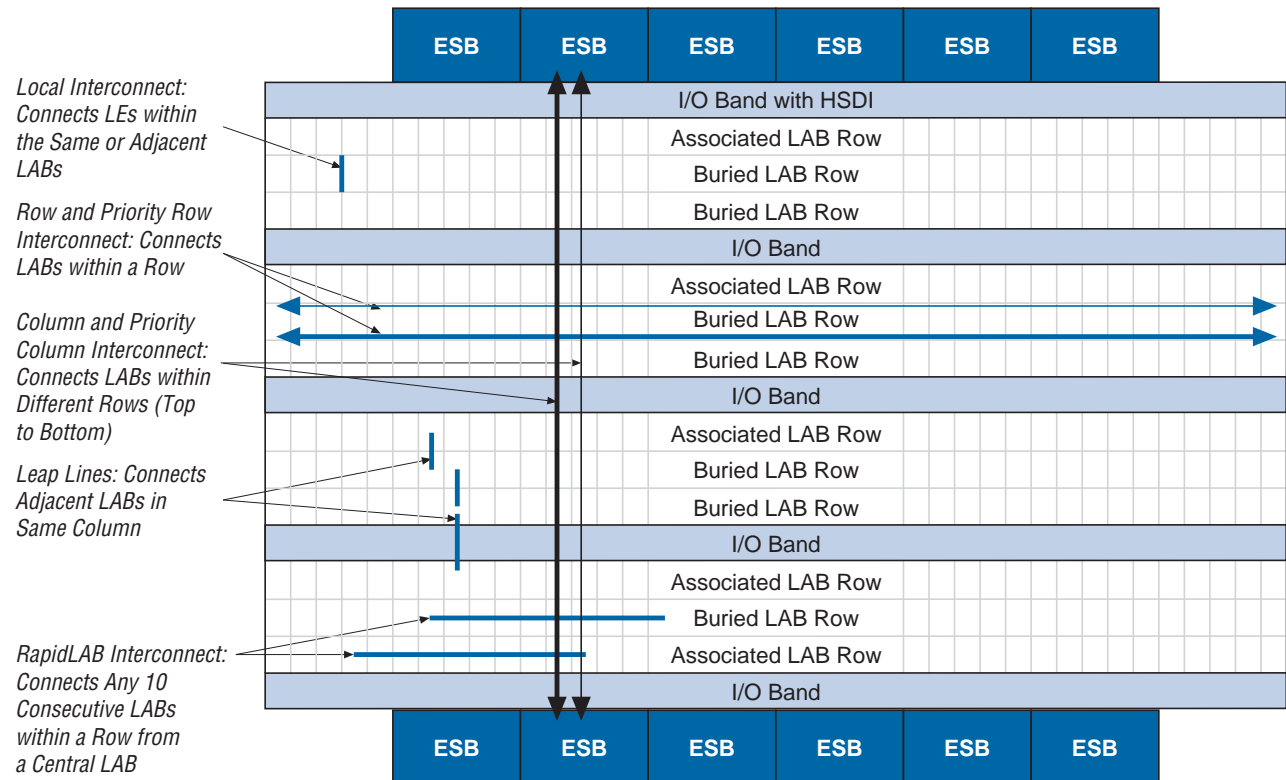 ESB ESB ESB ESB ESB ESB
Local Interconnect:
Connects LEs within
the Same or Adjacent
LABs
I/O Band with HSDI
Associated LAB Row
Buried LAB Row
Buried LAB Row
Row and Priority Row
Interconnect: Connects
LABs within a Row
I/O Band
Associated LAB Row
Buried LAB Row
Buried LAB Row
Column and Priority
Column Interconnect:
Connects LABs within
Different Rows (Top
to Bottom)
I/O Band
Associated LAB Row
Buried LAB Row
Buried LAB Row
Leap Lines: Connects
Adjacent LABs in
Same Column
I/O Band
Associated LAB Row
Buried LAB Row
Associated LAB Row
RapidLAB Interconnect:
Connects Any 10
Consecutive LABs
within a Row from
a Central LAB
I/O Band
ESB ESB ESB ESB ESB ESB